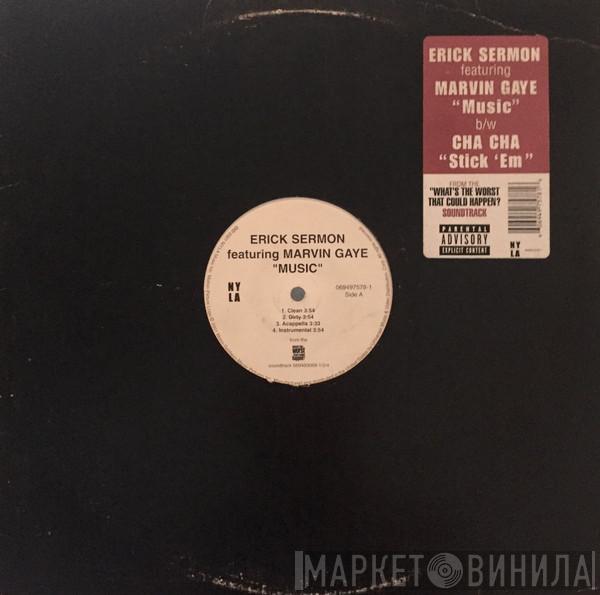 ERICK SERMON
featuring
MARVIN GAYE
"Music"
b/w
CHA CHA
"Stick 'Em"
FROM THE
"WHAT'S THE WORST
THAT COULD HAPPEN?
SOUNDTRACK
PARENTAL
ADVISORY
EXPLICIT CONTENT
NY
LA
ERICK SERMON
featuring MARVIN GAYE
"MUSIC"
NY
LA
069497578-1
Side A
1. Clean 3:54
2. Dirty 3:54
3. Acappella 3:33
4. Instrumental 3:54
from the
МАРКЕТ ВИНИЛА